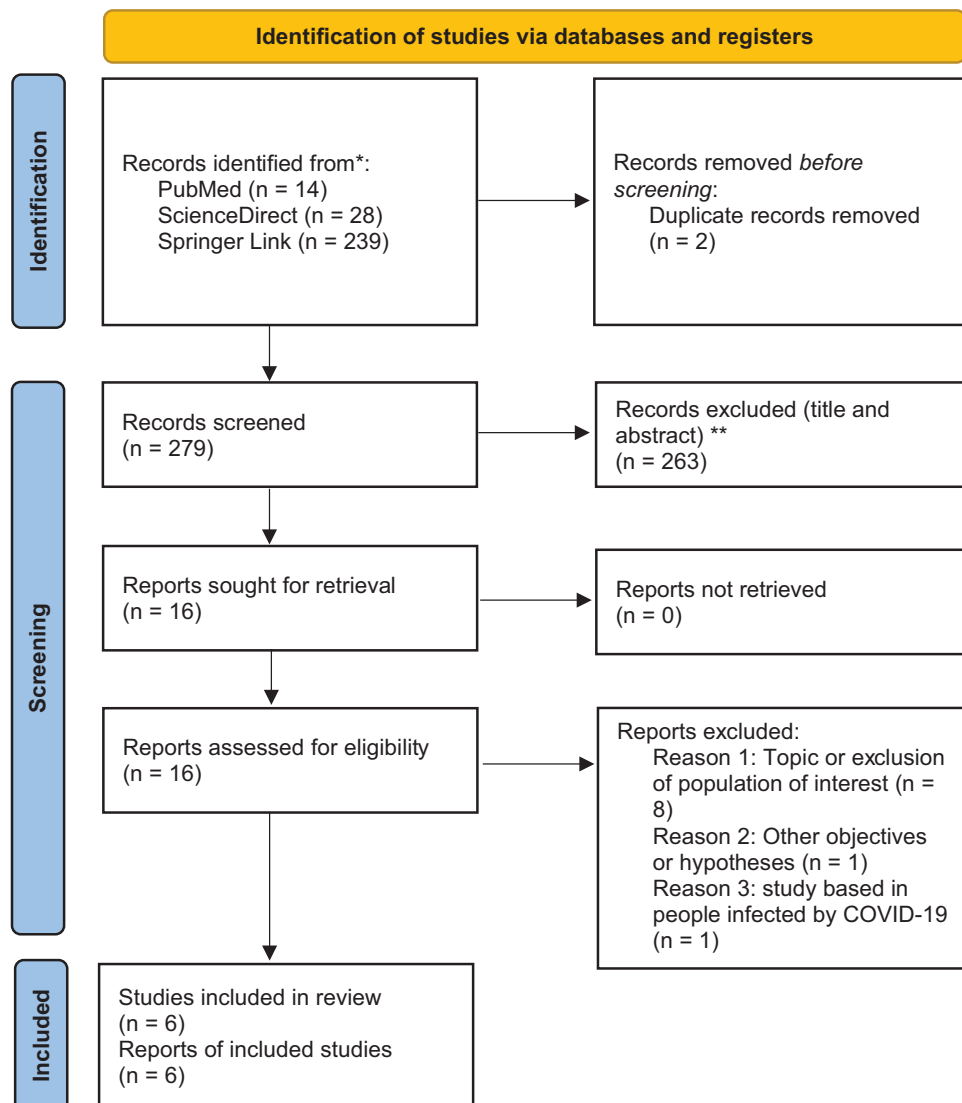 Identification of studies via databases and registers
Identification
Records identified from*:
PubMed (n = 14)
ScienceDirect (n = 28)
Springer Link (n = 239)
Records removed before
screening:
Duplicate records removed
(n = 2)
Screening
Records screened
(n = 279)
Records excluded (title and
abstract) **
(n = 263)
Reports sought for retrieval
(n = 16)
Reports not retrieved
(n = 0)
Reports assessed for eligibility
(n = 16)
Reports excluded:
Reason 1: Topic or exclusion
of population of interest (n =
8)
Reason 2: Other objectives
or hypotheses (n = 1)
Reason 3: study based in
people infected by COVID-19
(n = 1)
Included
Studies included in review
(n = 6)
Reports of included studies
(n = 6)